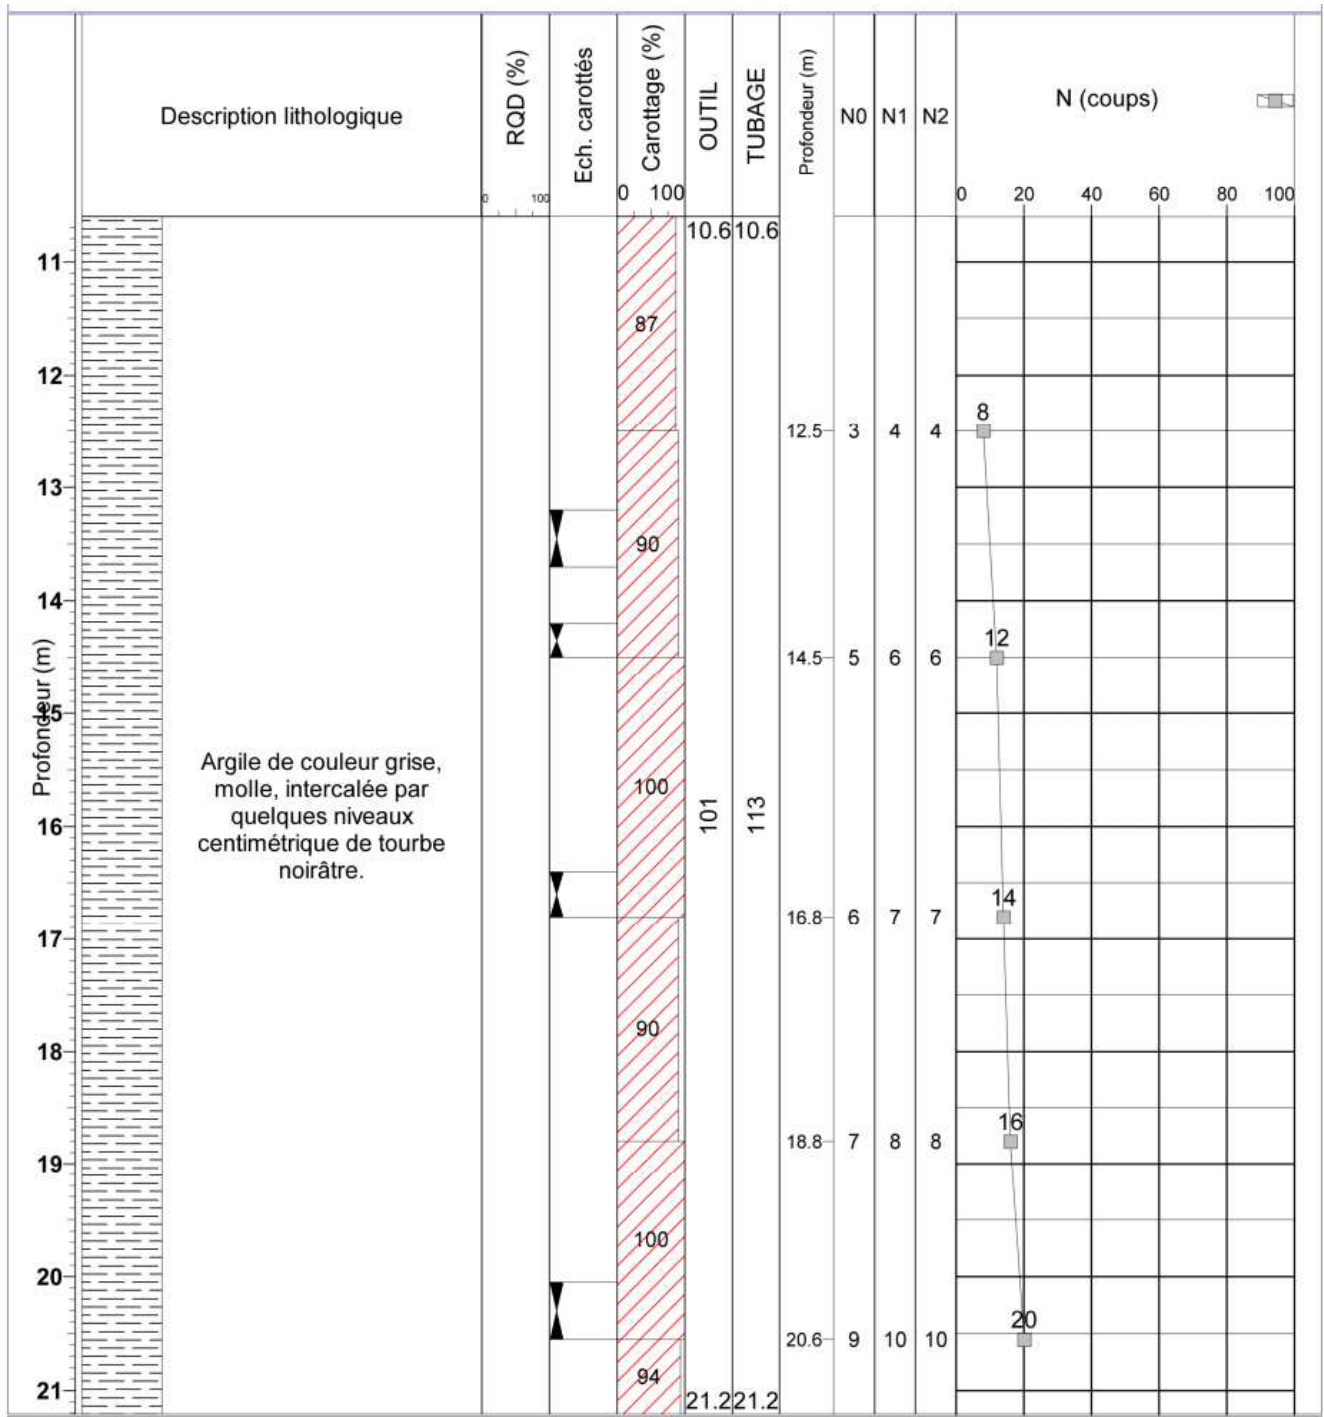 Description lithologique
RQD (%)
0 100
Ech. carottés
Carottage (%)
0 100
OUTIL
TUBAGE
Profondeur (m)
N0 N1 N2
N (coups)
0 20 40 60 80 100
10.6 10.6
11
87
12
8
12.5 3 4 4
13
90
14
12
14.5 5 6 6
Profondeur (m)
15
Argile de couleur grise,
molle, intercalée par
quelques niveaux
centimétrique de tourbe
noirâtre.
100
101
113
16
14
16.8 6 7 7
17
90
18
16
18.8 7 8 8
19
100
20
20
20.6 9 10 10
94
21
21.2 21.2